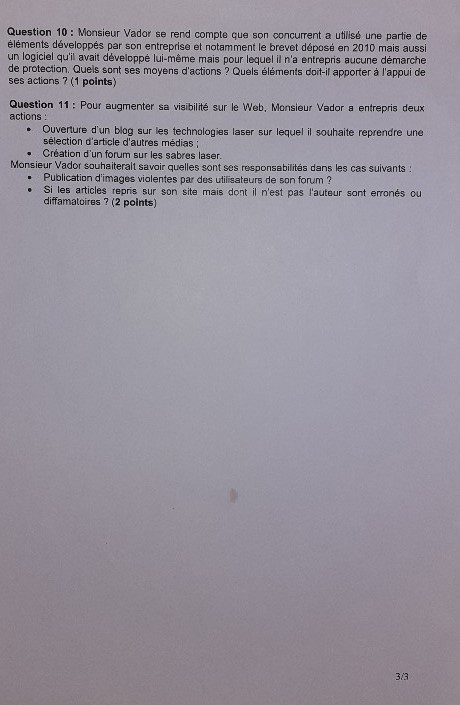 Question 10 : Monsieur Vador se rend compte que son concurrent a utilisé une partie de
éléments développés par son entreprise et notamment le brevet déposé en 2010 mais aussi
un logiciel qu'il avait développé lui-même mais pour lequel il n'a entrepris aucune démarche
de protection. Quels sont ses moyens d'actions ? Quels éléments doit-il apporter à l'appui de
ses actions ? (1 points)
Question 11 : Pour augmenter sa visibilité sur le Web, Monsieur Vador a entrepris deux
actions :
• Ouverture d'un blog sur les technologies laser sur lequel il souhaite reprendre une
sélection d'article d'autres médias ;
• Création d'un forum sur les sabres laser.
Monsieur Vador souhaiterait savoir quelles sont ses responsabilités dans les cas suivants :
• Publication d'images violentes par des utilisateurs de son forum ?
• Si les articles repris sur son site mais dont il n'est pas l'auteur sont erronés ou
diffamatoires ? (2 points)
3/3